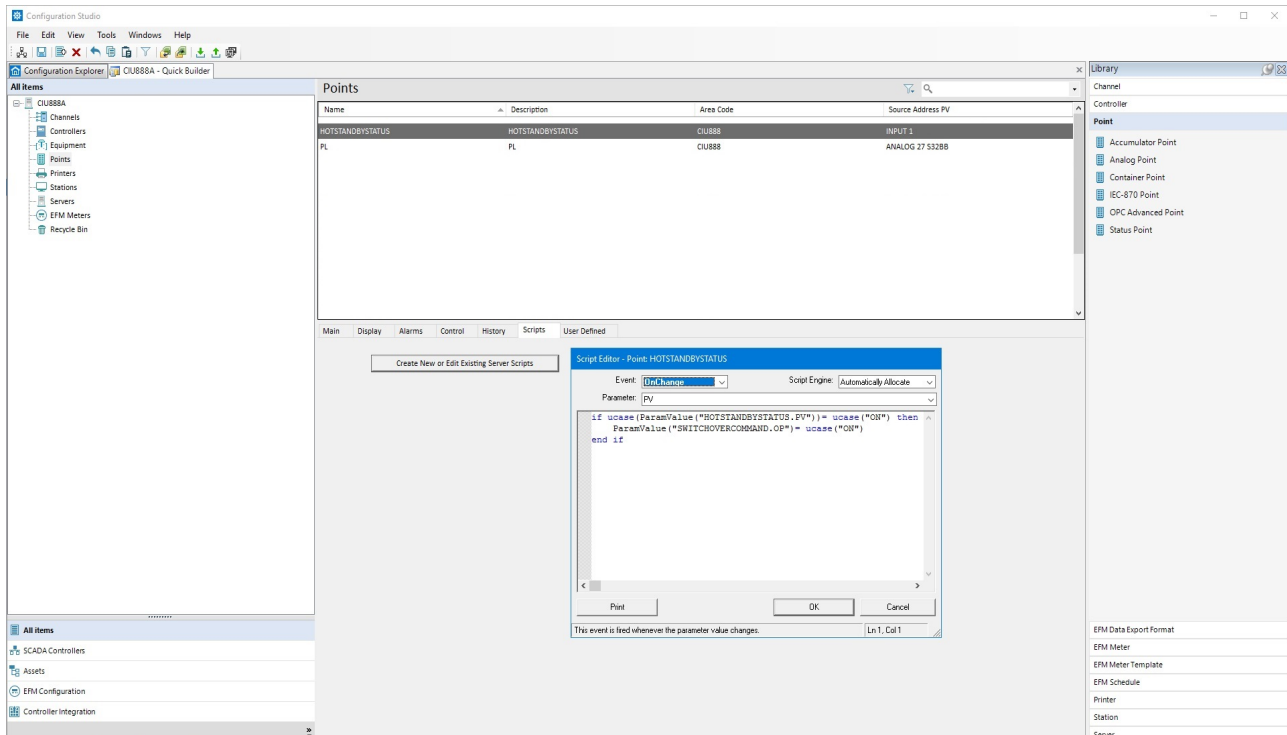 Configuration Studio
File Edit View Tools Windows Help
Configuration Explorer CIU888A - Quick Builder
All items
CIU888A
Channels
Controllers
Equipment
Points
Printers
Stations
Servers
EFM Meters
Recycle Bin
All items
SCADA Controllers
Assets
EFM Configuration
Controller Integration
Points
Name Description Area Code Source Address PV
HOTSTANDBYSTATUS HOTSTANDBYSTATUS CIU888 INPUT 1
PL PL CIU888 ANALOG 27 S32BB
Main Display Alarms Control History Scripts User Defined
Create New or Edit Existing Server Scripts
Script Editor - Point: HOTSTANDBYSTATUS
Event: OnChange Script Engine: Automatically Allocate
Parameter: PV
if ucase(ParamValue("HOTSTANDBYSTATUS.PV"))= ucase("ON") then
ParamValue("SWITCHOVERCOMMAND.OP")= ucase("ON")
end if
Print OK Cancel
This event is fired whenever the parameter value changes. Ln 1, Col 1
Library
Channel
Controller
Point
Accumulator Point
Analog Point
Container Point
IEC-870 Point
OPC Advanced Point
Status Point
EFM Data Export Format
EFM Meter
EFM Meter Template
EFM Schedule
Printer
Station
Server